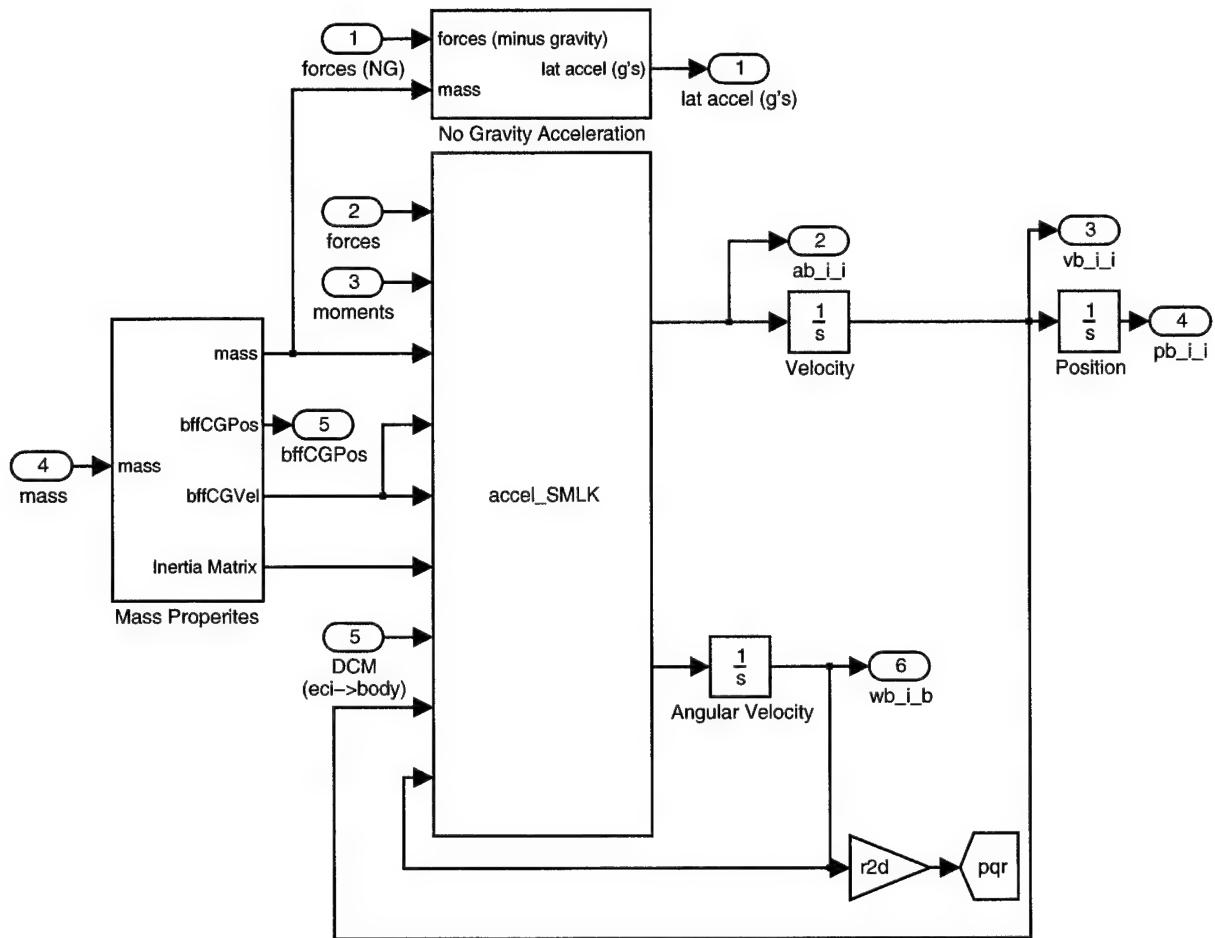 1
forces (NG)
forces (minus gravity)
lat accel (g's)
mass
No Gravity Acceleration
1
lat accel (g's)
2
forces
3
moments
2
ab_i_i
3
vb_i_i
1
s
Velocity
1
s
Position
4
pb_i_i
mass
bffCGPos
mass
bffCGVel
Inertia Matrix
Mass Properites
4
mass
5
bffCGPos
accel_SMLK
5
DCM
(eci->body)
1
s
Angular Velocity
6
wb_i_b
r2d
pqr